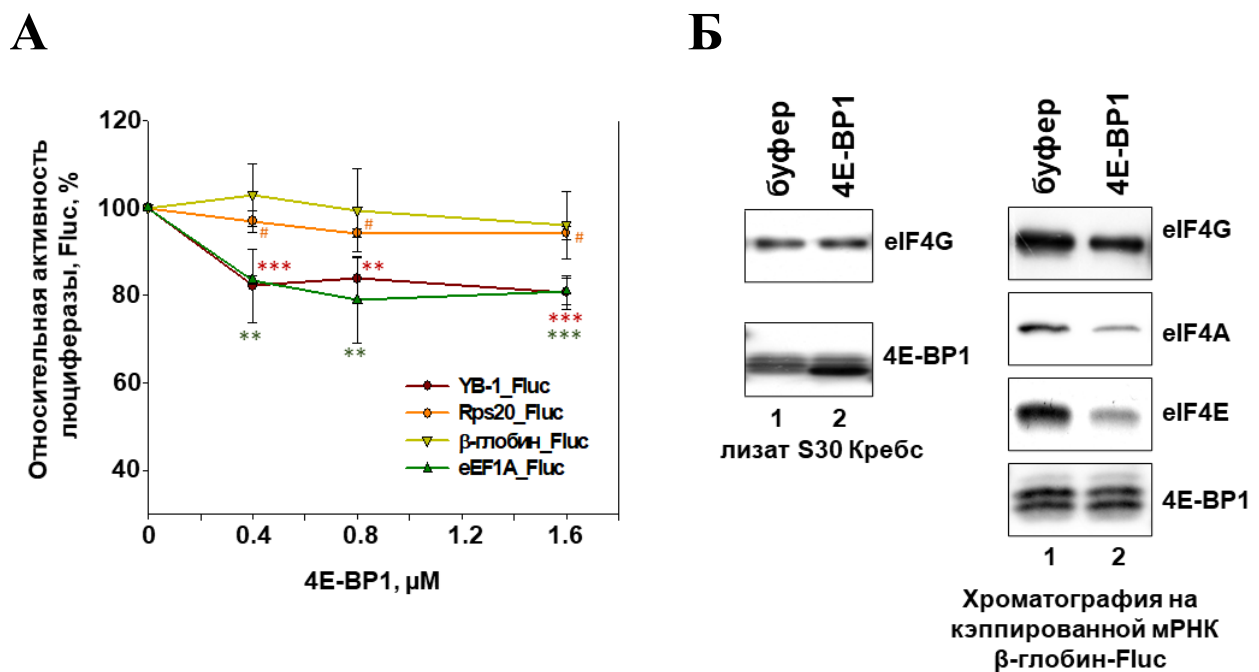 А
Относительная активность
люциферазы, Fluc, %
120
100
80
60
40
#
#
#
***
**
***
**
**
***
YB-1_Fluc
Rps20_Fluc
β-глобин_Fluc
eEF1A_Fluc
0
0.4
0.8
1.2
1.6
4E-BP1, µM
Б
буфер
4E-BP1
eIF4G
4E-BP1
1
2
лизат S30 Кребс
буфер
4E-BP1
eIF4G
eIF4A
eIF4E
4E-BP1
1
2
Хроматография на
кэппированной мРНК
β-глобин-Fluc